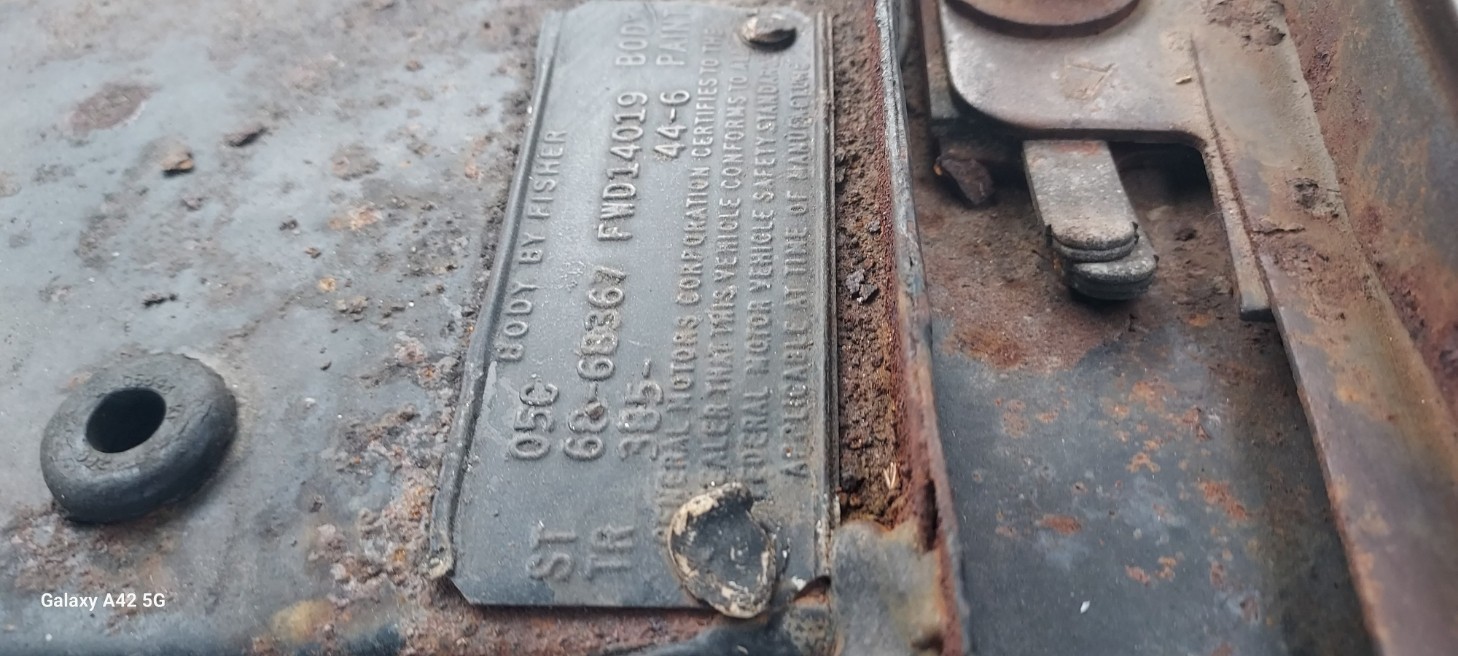 BODY BY FISHER
05C
ST 68-68367 FWD14019 BODY
TR 385- 44-6 PAINT
GENERAL MOTORS CORPORATION CERTIFIES TO THE
DEALER THAT THIS VEHICLE CONFORMS TO ALL
FEDERAL MOTOR VEHICLE SAFETY STANDARDS
APPLICABLE AT TIME OF MANUFACTURE
Galaxy A42 5G